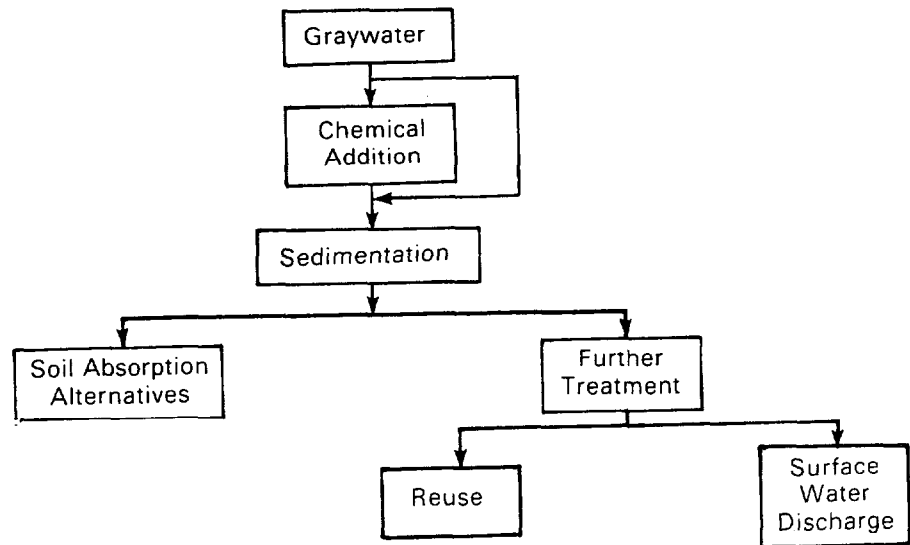 Graywater
Chemical
Addition
Sedimentation
Soil Absorption
Alternatives
Further
Treatment
Reuse
Surface
Water
Discharge